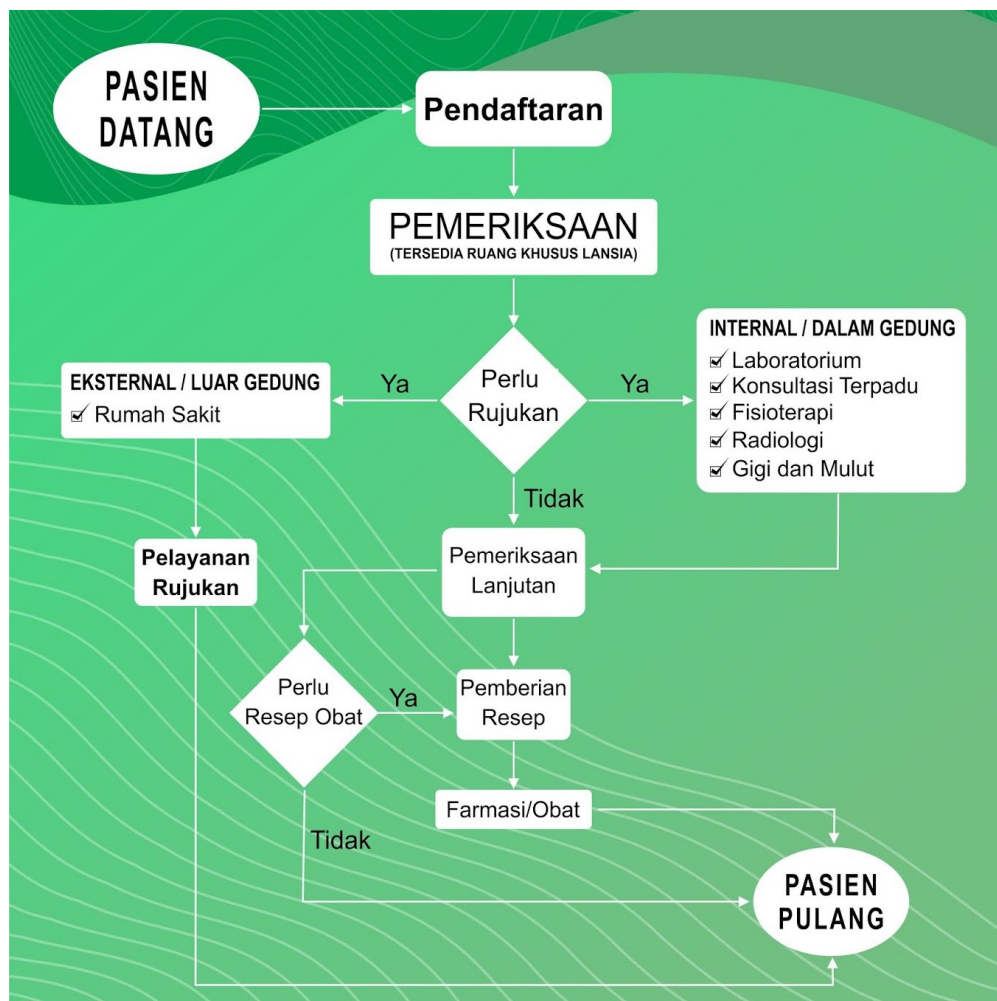 PASIEN
DATANG
Pendaftaran
PEMERIKSAAN
(TERSEDIA RUANG KHUSUS LANSIA)
Perlu
Rujukan
Ya
Ya
EKSTERNAL / LUAR GEDUNG
Rumah Sakit
INTERNAL / DALAM GEDUNG
Laboratorium
Konsultasi Terpadu
Fisioterapi
Radiologi
Gigi dan Mulut
Tidak
Pelayanan
Rujukan
Pemeriksaan
Lanjutan
Perlu
Resep Obat
Ya
Pemberian
Resep
Farmasi/Obat
Tidak
PASIEN
PULANG